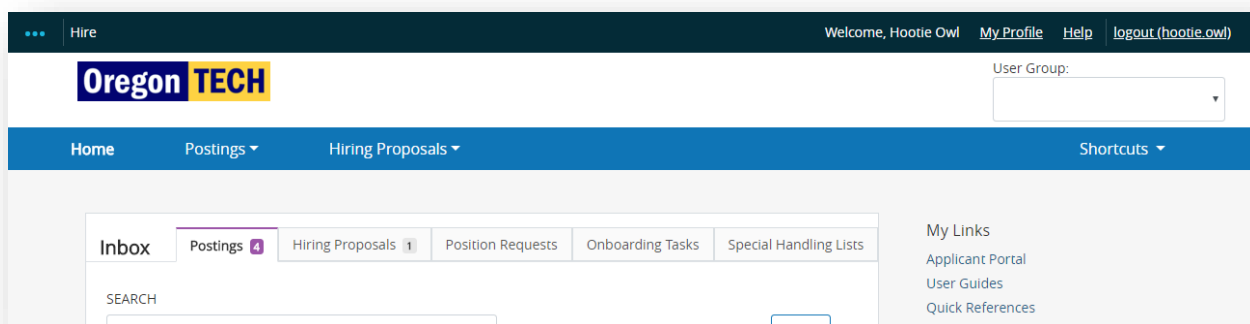 Hire Welcome, Hootie Owl My Profile Help logout (hootie.owl)
Oregon TECH
User Group:
Home Postings Hiring Proposals Shortcuts
Inbox Postings 4 Hiring Proposals 1 Position Requests Onboarding Tasks Special Handling Lists
My Links
Applicant Portal
User Guides
SEARCH
Quick References